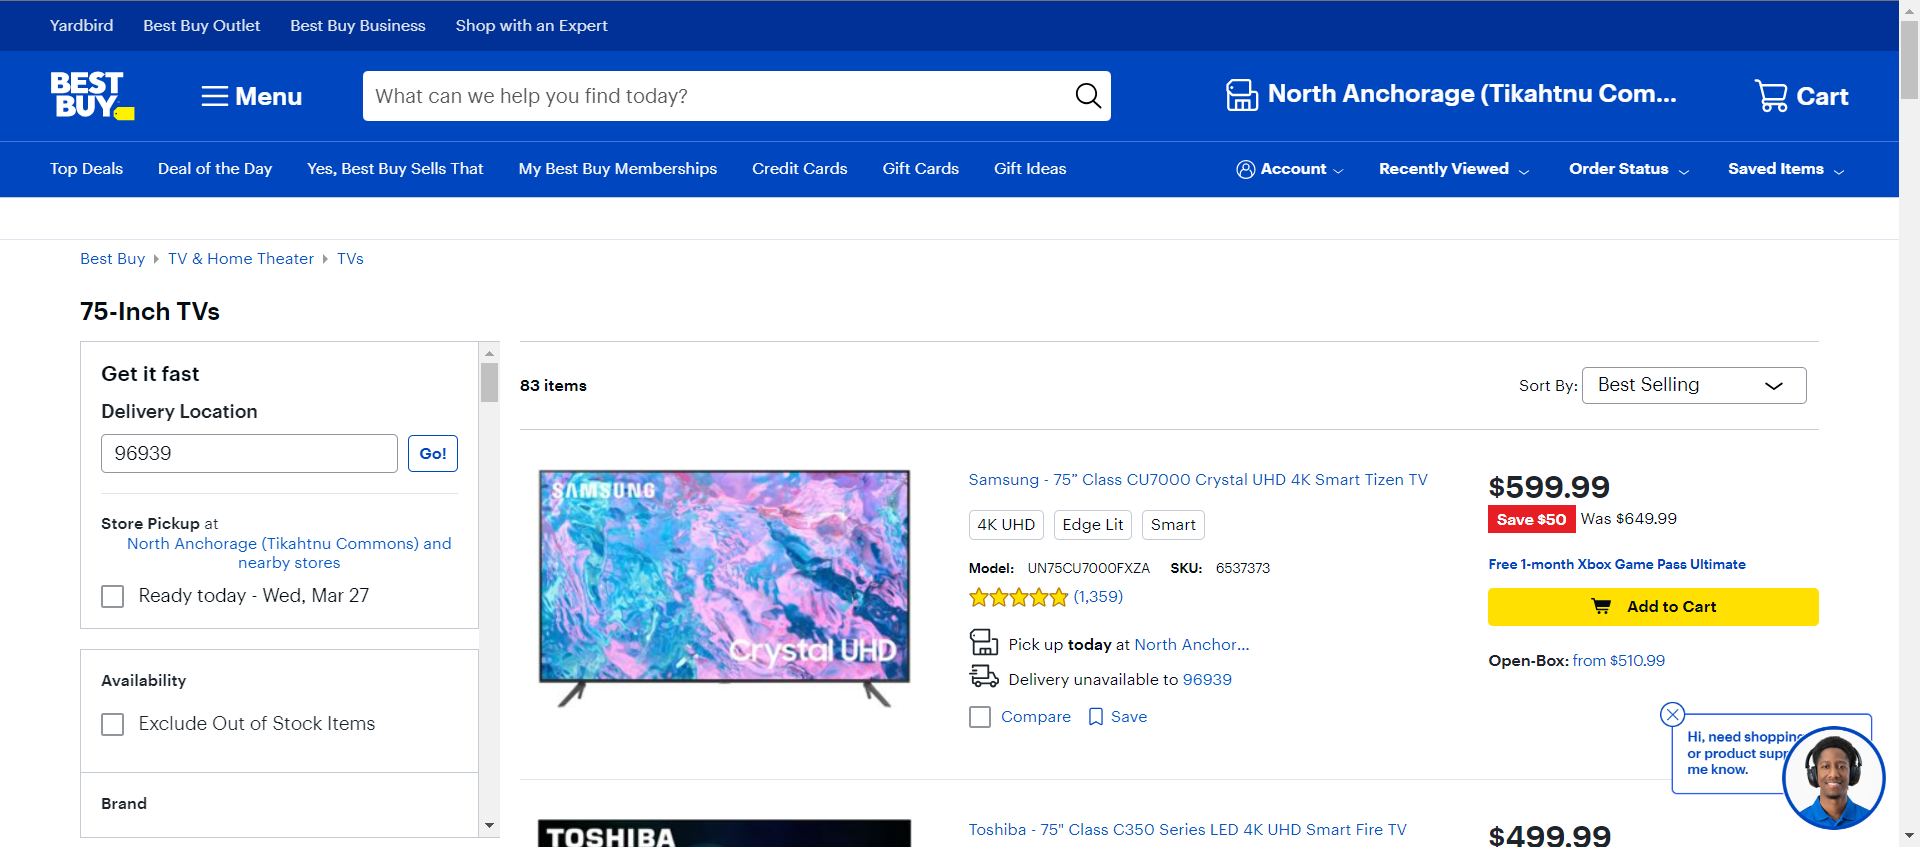 Yardbird
Best Buy Outlet
Best Buy Business
Shop with an Expert
BEST BUY
Menu
What can we help you find today?
North Anchorage (Tikahtnu Com...
Cart
Top Deals
Deal of the Day
Yes, Best Buy Sells That
My Best Buy Memberships
Credit Cards
Gift Cards
Gift Ideas
Account
Recently Viewed
Order Status
Saved Items
Best Buy
TV & Home Theater
TVs
75-Inch TVs
Get it fast
Delivery Location
96939
Go!
Store Pickup at
North Anchorage (Tikahtnu Commons) and
nearby stores
Ready today - Wed, Mar 27
Availability
Exclude Out of Stock Items
Brand
83 items
Sort By:
Best Selling
SAMSUNG
Crystal UHD
Samsung - 75” Class CU7000 Crystal UHD 4K Smart Tizen TV
4K UHD
Edge Lit
Smart
Model: UN75CU7000FXZA SKU: 6537373
(1,359)
Pick up today at North Anchor...
Delivery unavailable to 96939
Compare
Save
$599.99
Save $50
Was $649.99
Free 1-month Xbox Game Pass Ultimate
Add to Cart
Open-Box: from $510.99
Hi, need shopping
or product
me know.
TOSHIBA
Toshiba - 75" Class C350 Series LED 4K UHD Smart Fire TV
$499.99